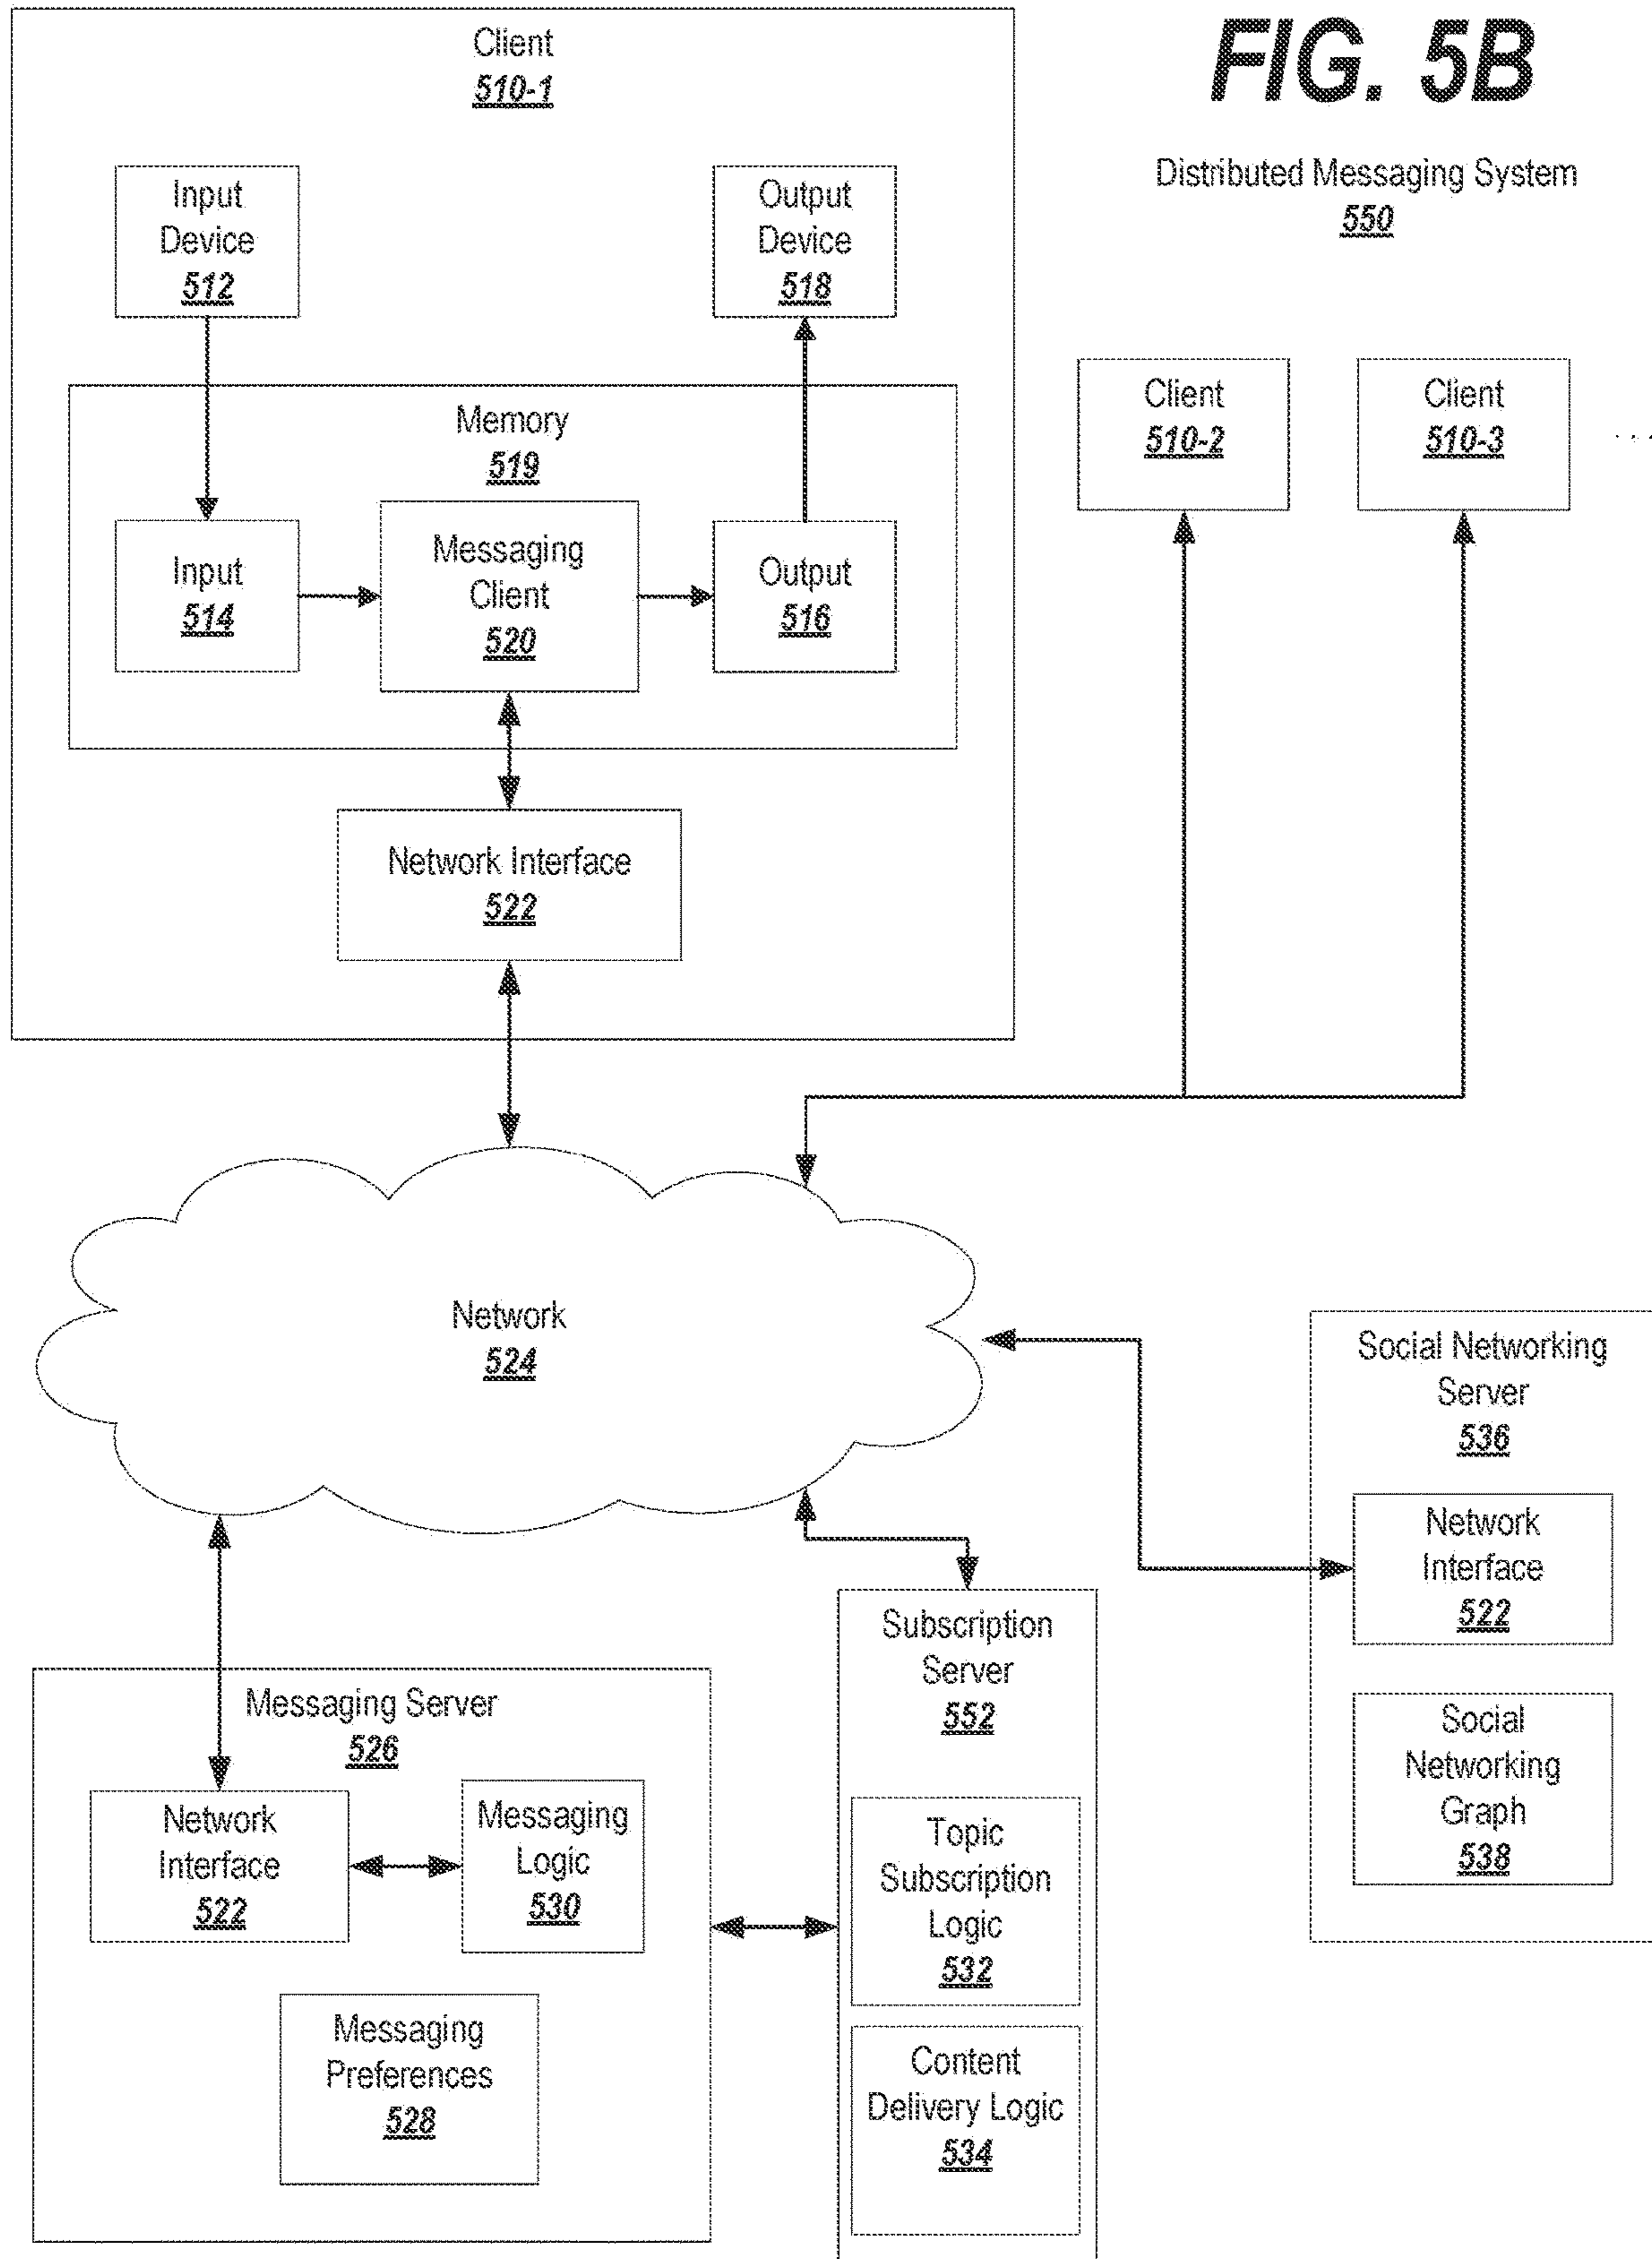 FIG. 5B
Distributed Messaging System
550
Client
510-1
Input
Device
512
Output
Device
518
Memory
519
Input
514
Messaging
Client
520
Output
516
Network Interface
522
Client
510-2
Client
510-3
...
Network
524
Social Networking
Server
536
Network
Interface
522
Social
Networking
Graph
538
Messaging Server
526
Network
Interface
522
Messaging
Logic
530
Messaging
Preferences
528
Subscription
Server
552
Topic
Subscription
Logic
532
Content
Delivery Logic
534